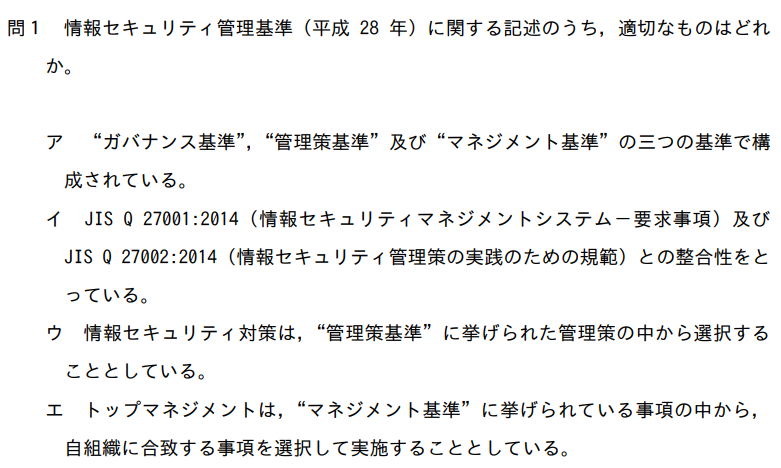 問1 情報セキュリティ管理基準（平成 28 年）に関する記述のうち，適切なものはどれ
か。
ア “ガバナンス基準”，“管理策基準”及び“マネジメント基準”の三つの基準で構
成されている。
イ JIS Q 27001:2014（情報セキュリティマネジメントシステム－要求事項）及び
JIS Q 27002:2014（情報セキュリティ管理策の実践のための規範）との整合性をと
っている。
ウ 情報セキュリティ対策は，“管理策基準”に挙げられた管理策の中から選択する
こととしている。
エ トップマネジメントは，“マネジメント基準”に挙げられている事項の中から，
自組織に合致する事項を選択して実施することとしている。